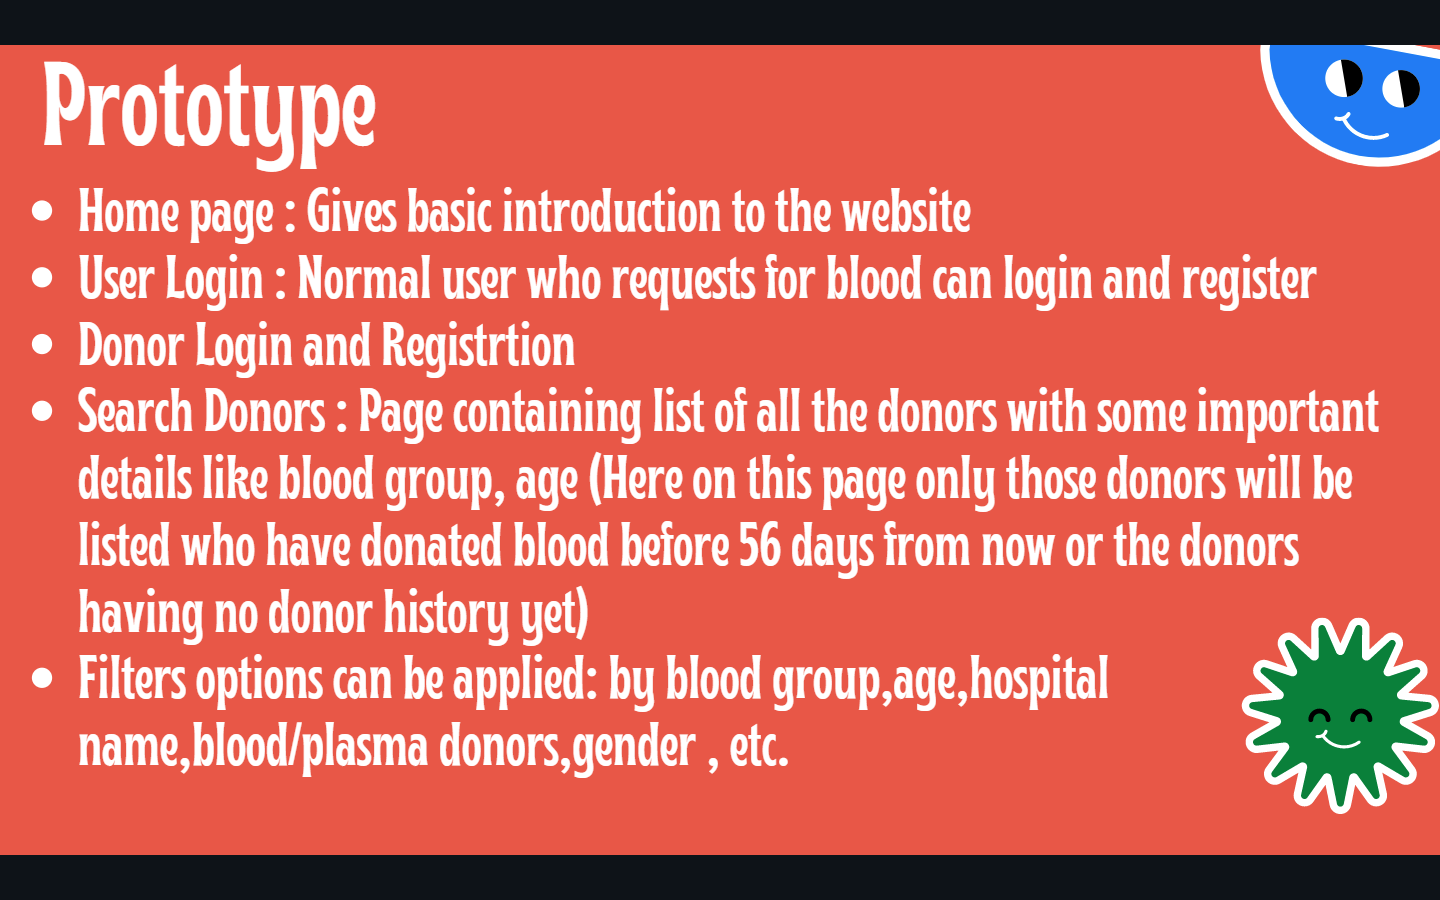 Prototype
• Home page : Gives basic introduction to the website
• User Login : Normal user who requests for blood can login and register
• Donor Login and Registrtion
• Search Donors : Page containing list of all the donors with some important
details like blood group, age (Here on this page only those donors will be
listed who have donated blood before 56 days from now or the donors
having no donor history yet)
• Filters options can be applied: by blood group,age,hospital
name,blood/plasma donors,gender , etc.